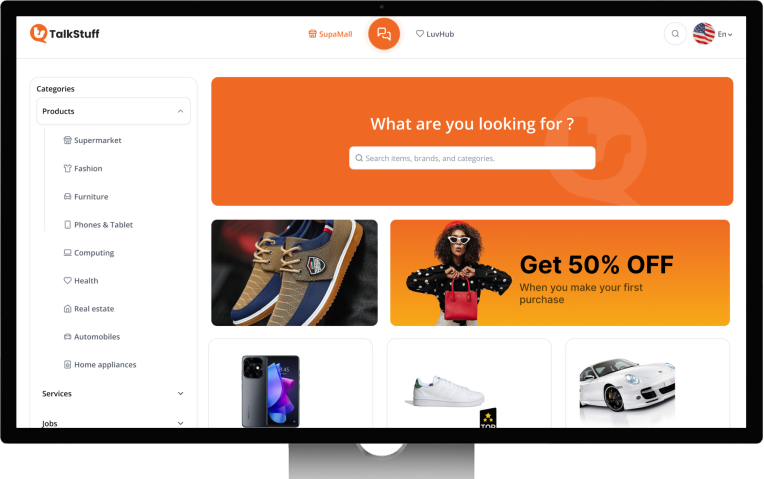 TalkStuff
SupaMall
LuvHub
En
Categories
Products
Supermarket
Fashion
Furniture
Phones & Tablet
Computing
Health
Real estate
Automobiles
Home appliances
Services
Jobs
What are you looking for ?
Search items, brands, and categories.
Get 50% OFF
When you make your first
purchase
TOP